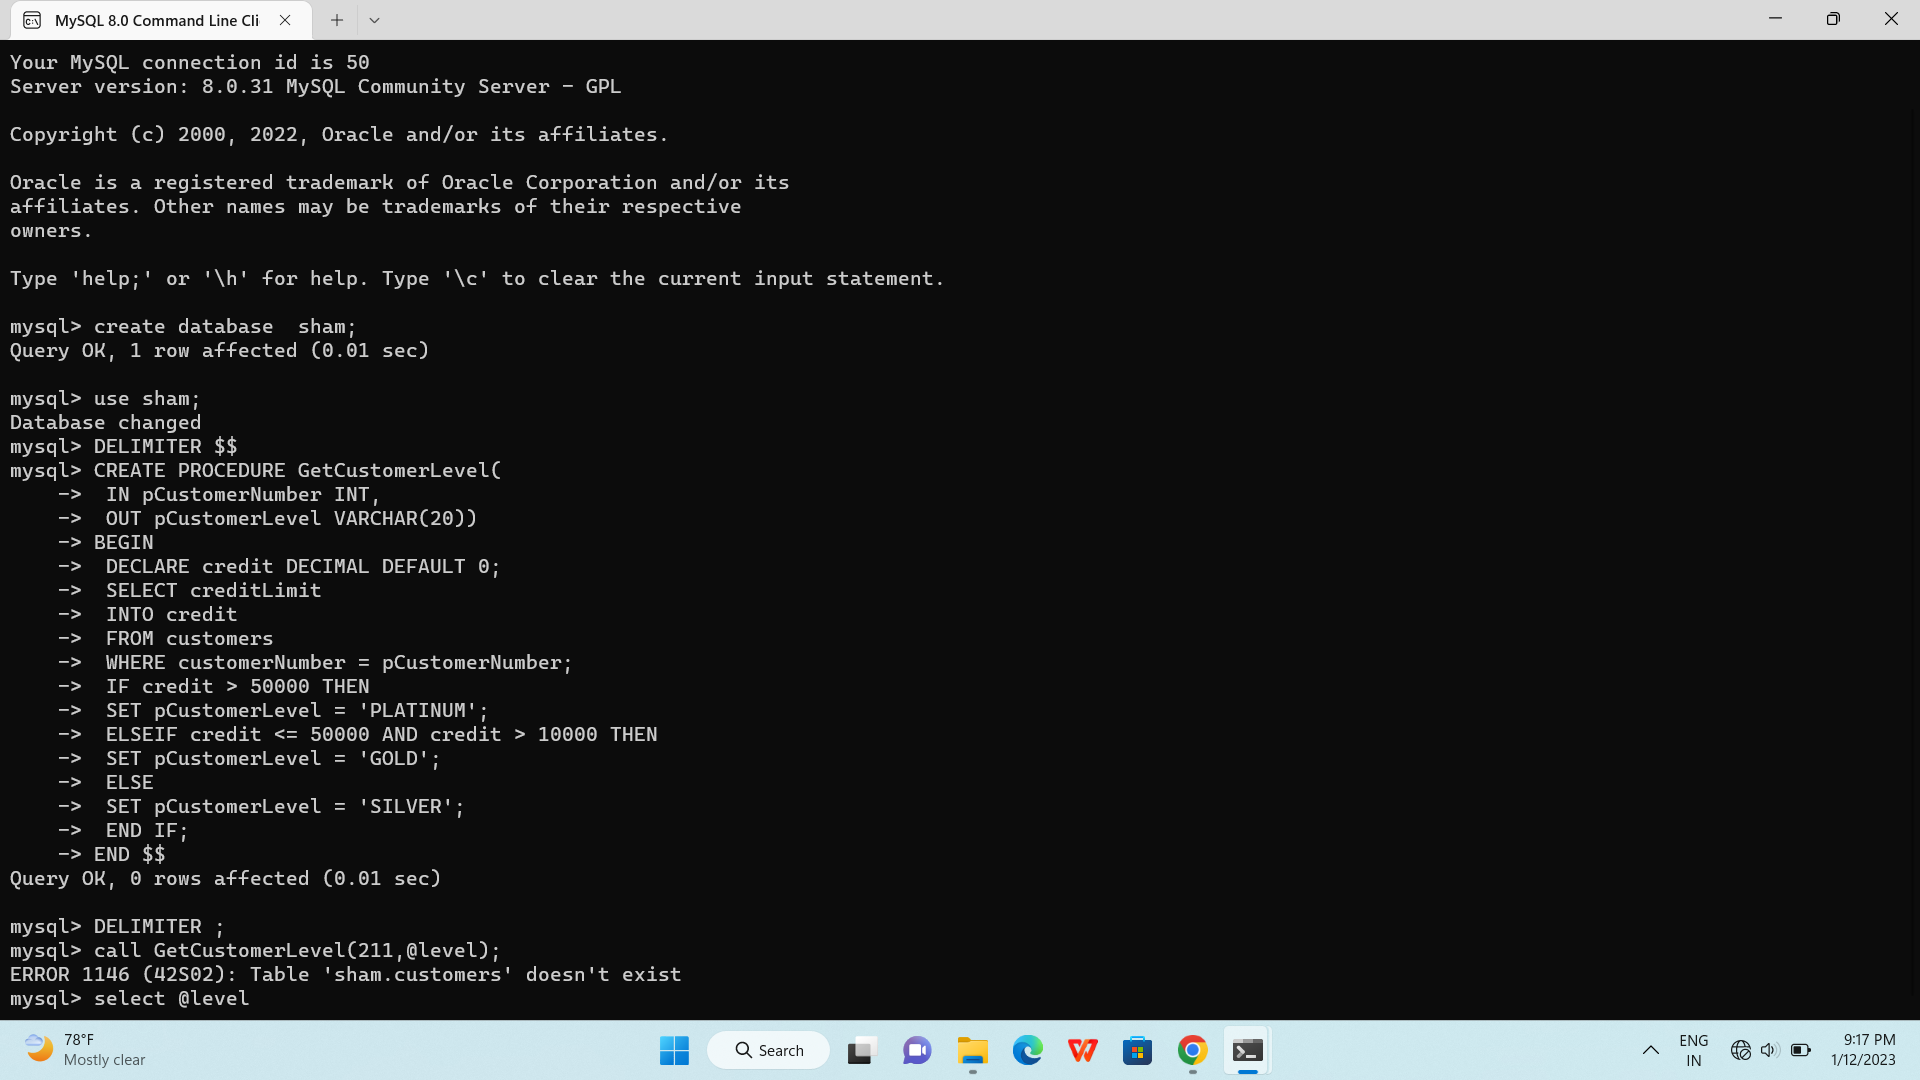 MySQL 8.0 Command Line Cli
Your MySQL connection id is 50
Server version: 8.0.31 MySQL Community Server - GPL
Copyright (c) 2000, 2022, Oracle and/or its affiliates.
Oracle is a registered trademark of Oracle Corporation and/or its
affiliates. Other names may be trademarks of their respective
owners.
Type 'help;' or '\h' for help. Type '\c' to clear the current input statement.
mysql> create database  sham;
Query OK, 1 row affected (0.01 sec)
mysql> use sham;
Database changed
mysql> DELIMITER $$
mysql> CREATE PROCEDURE GetCustomerLevel(
    ->  IN pCustomerNumber INT,
    ->  OUT pCustomerLevel VARCHAR(20))
    -> BEGIN
    ->  DECLARE credit DECIMAL DEFAULT 0;
    ->  SELECT creditLimit
    ->  INTO credit
    ->  FROM customers
    ->  WHERE customerNumber = pCustomerNumber;
    ->  IF credit > 50000 THEN
    ->  SET pCustomerLevel = 'PLATINUM';
    ->  ELSEIF credit <= 50000 AND credit > 10000 THEN
    ->  SET pCustomerLevel = 'GOLD';
    ->  ELSE
    ->  SET pCustomerLevel = 'SILVER';
    ->  END IF;
    -> END $$
Query OK, 0 rows affected (0.01 sec)
mysql> DELIMITER ;
mysql> call GetCustomerLevel(211,@level);
ERROR 1146 (42S02): Table 'sham.customers' doesn't exist
mysql> select @level
78°F
Mostly clear
Search
ENG
IN
9:17 PM
1/12/2023